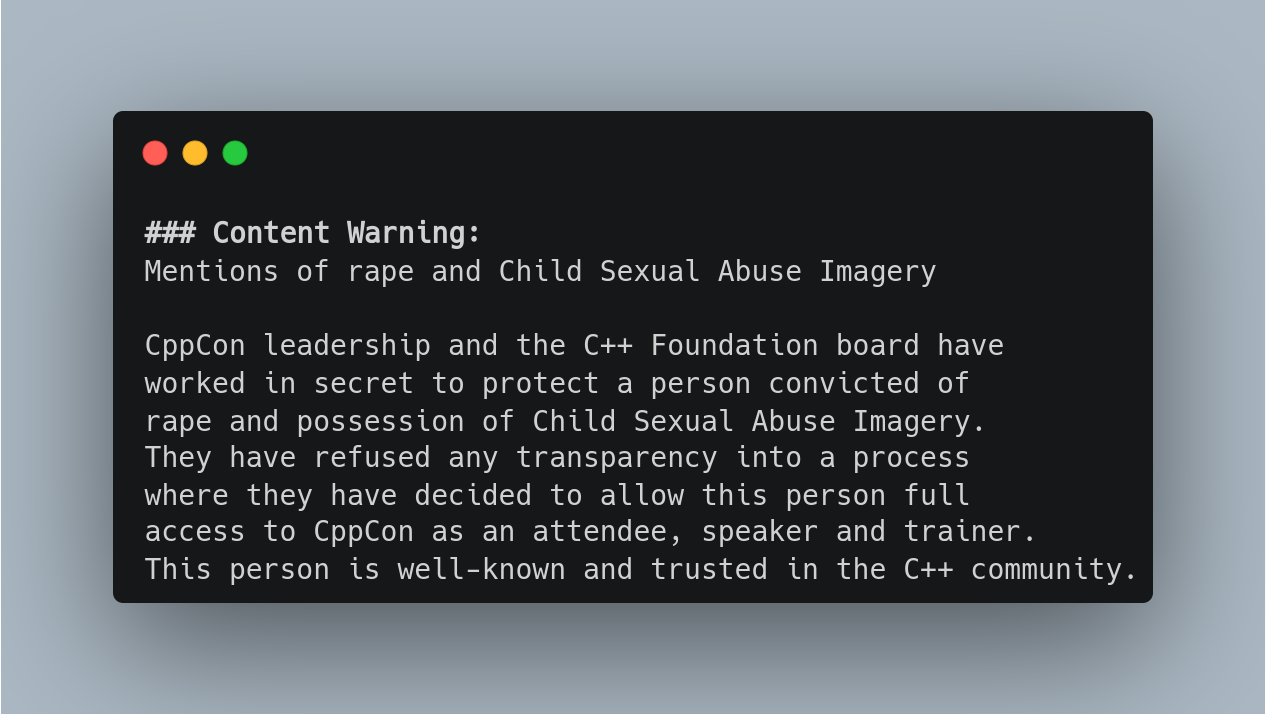 ### Content Warning:
Mentions of rape and Child Sexual Abuse Imagery
CppCon leadership and the C++ Foundation board have
worked in secret to protect a person convicted of
rape and possession of Child Sexual Abuse Imagery.
They have refused any transparency into a process
where they have decided to allow this person full
access to CppCon as an attendee, speaker and trainer.
This person is well-known and trusted in the C++ community.